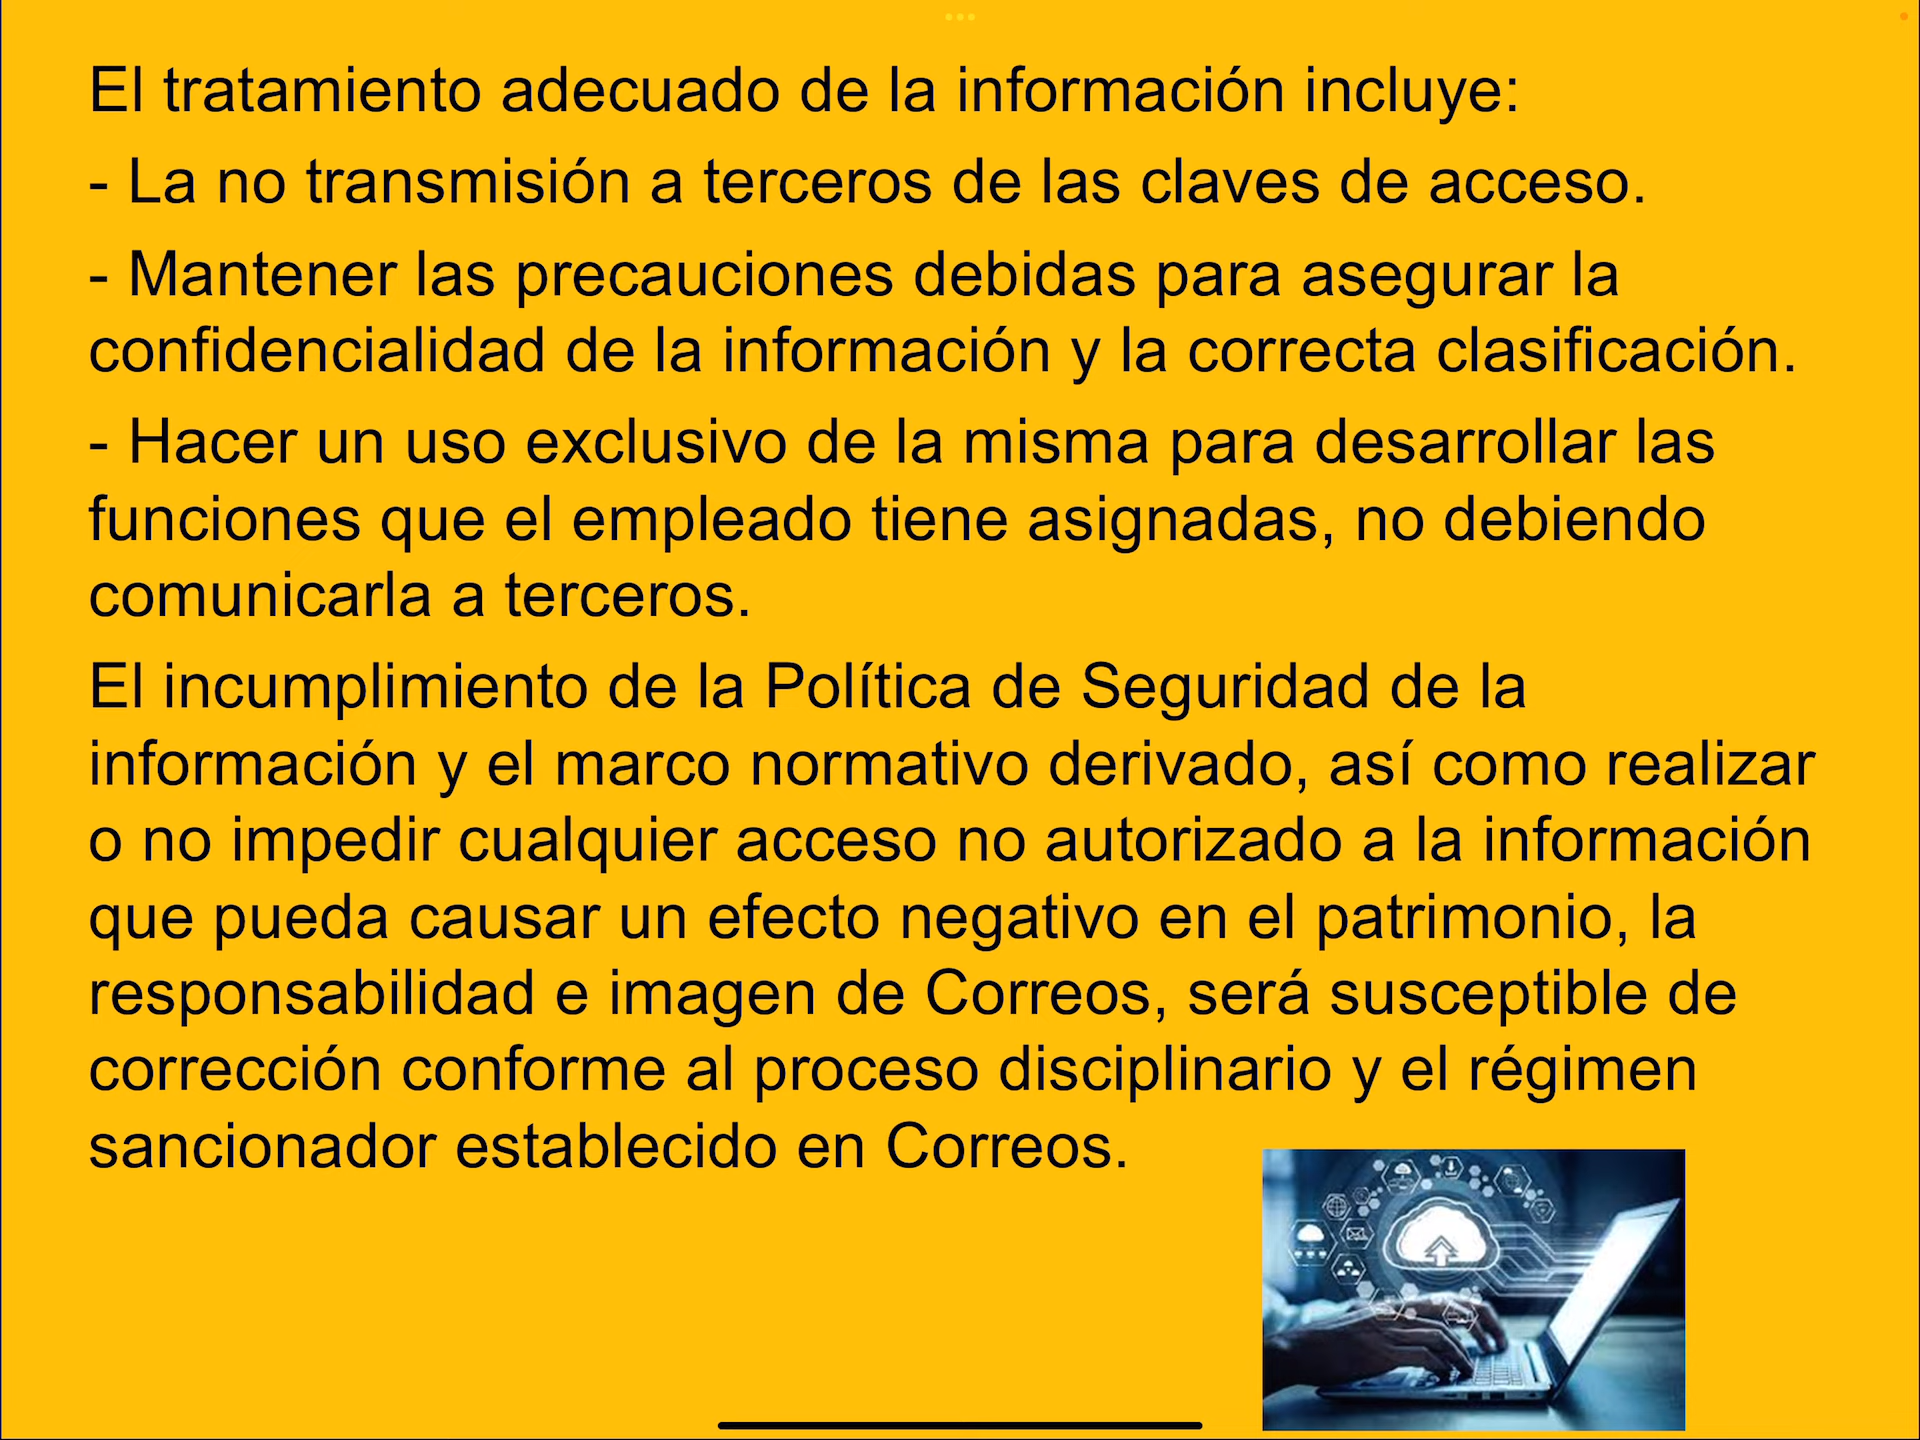 El tratamiento adecuado de la información incluye:
- La no transmisión a terceros de las claves de acceso.
- Mantener las precauciones debidas para asegurar la
confidencialidad de la información y la correcta clasificación.
- Hacer un uso exclusivo de la misma para desarrollar las
funciones que el empleado tiene asignadas, no debiendo
comunicarla a terceros.
El incumplimiento de la Política de Seguridad de la
información y el marco normativo derivado, así como realizar
o no impedir cualquier acceso no autorizado a la información
que pueda causar un efecto negativo en el patrimonio, la
responsabilidad e imagen de Correos, será susceptible de
corrección conforme al proceso disciplinario y el régimen
sancionador establecido en Correos.